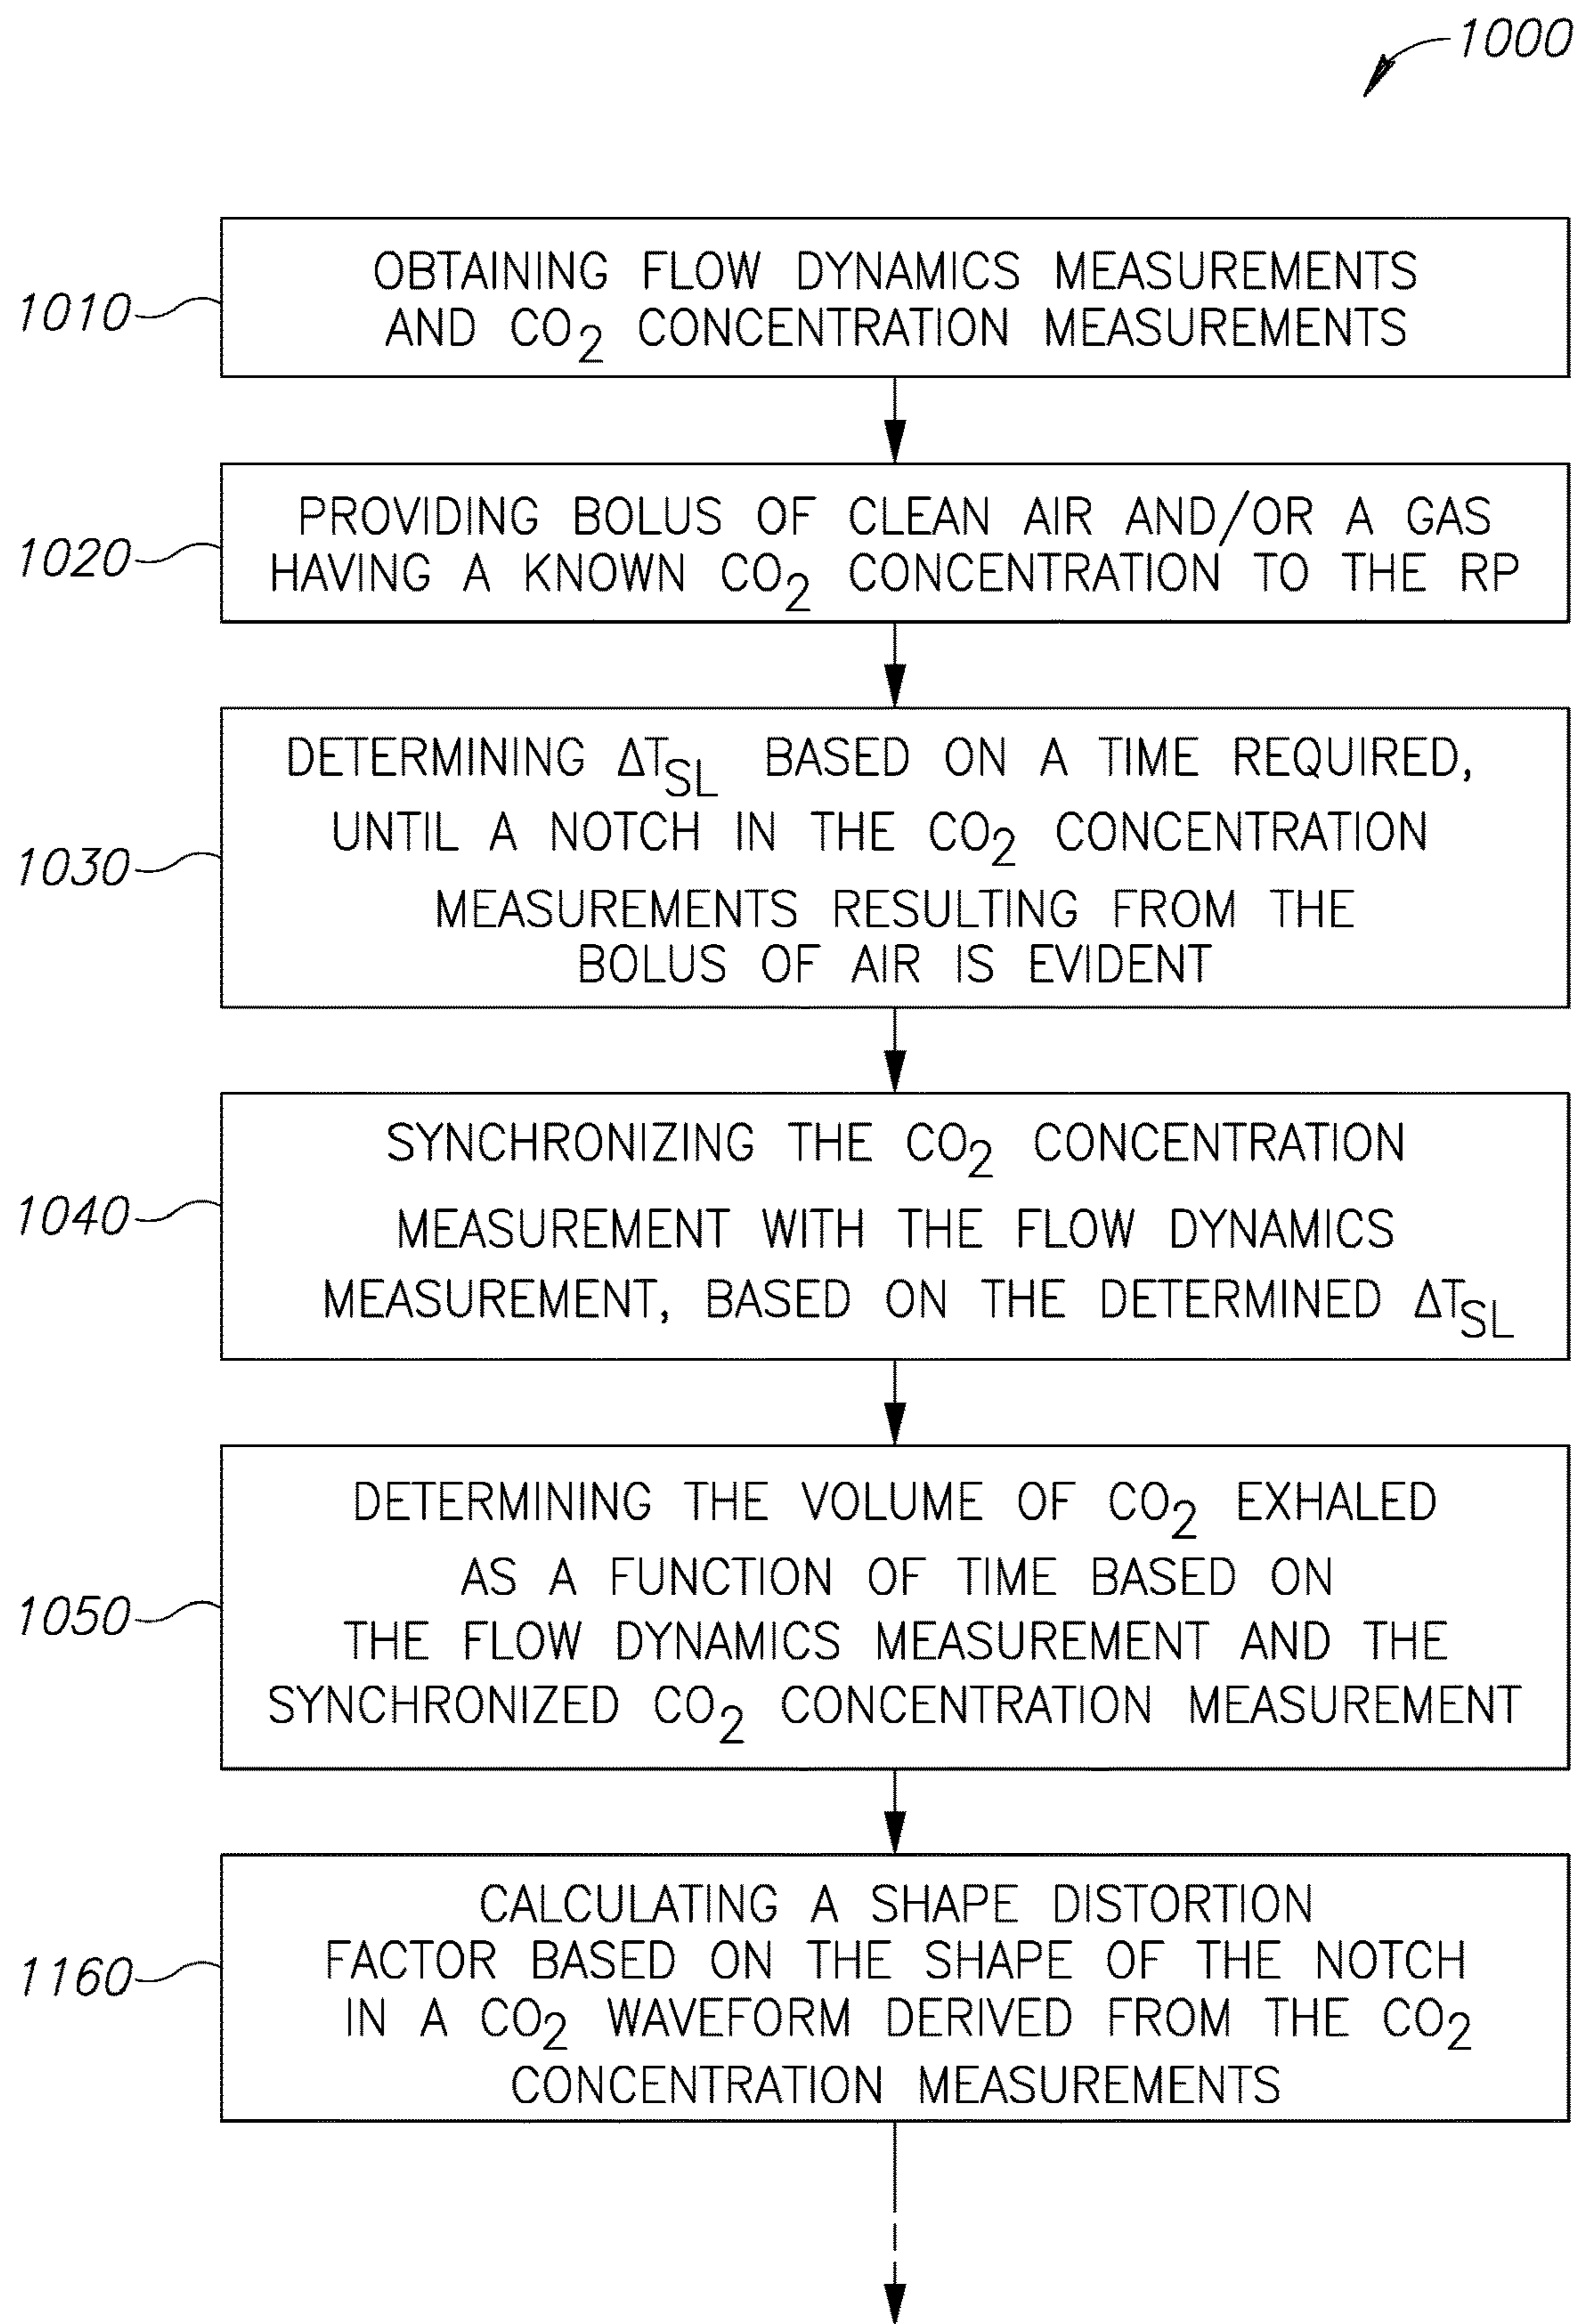 1000
1010
OBTAINING FLOW DYNAMICS MEASUREMENTS
AND CO2 CONCENTRATION MEASUREMENTS
1020
PROVIDING BOLUS OF CLEAN AIR AND/OR A GAS
HAVING A KNOWN CO2 CONCENTRATION TO THE RP
1030
DETERMINING ΔTSL BASED ON A TIME REQUIRED,
UNTIL A NOTCH IN THE CO2 CONCENTRATION
MEASUREMENTS RESULTING FROM THE
BOLUS OF AIR IS EVIDENT
1040
SYNCHRONIZING THE CO2 CONCENTRATION
MEASUREMENT WITH THE FLOW DYNAMICS
MEASUREMENT, BASED ON THE DETERMINED ΔTSL
1050
DETERMINING THE VOLUME OF CO2 EXHALED
AS A FUNCTION OF TIME BASED ON
THE FLOW DYNAMICS MEASUREMENT AND THE
SYNCHRONIZED CO2 CONCENTRATION MEASUREMENT
1160
CALCULATING A SHAPE DISTORTION
FACTOR BASED ON THE SHAPE OF THE NOTCH
IN A CO2 WAVEFORM DERIVED FROM THE CO2
CONCENTRATION MEASUREMENTS